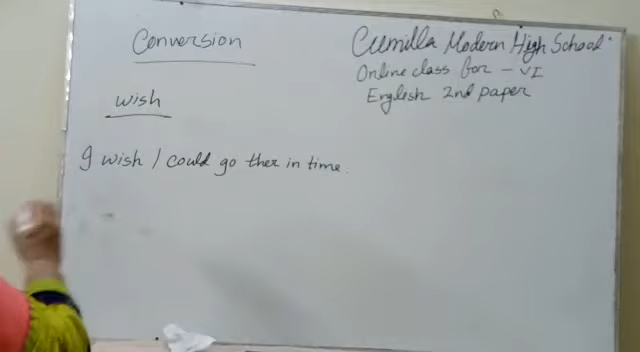 Conversion
Cumilla Modern High School
Online class for - VI
English 2nd paper
wish
I wish I could go ther in time.